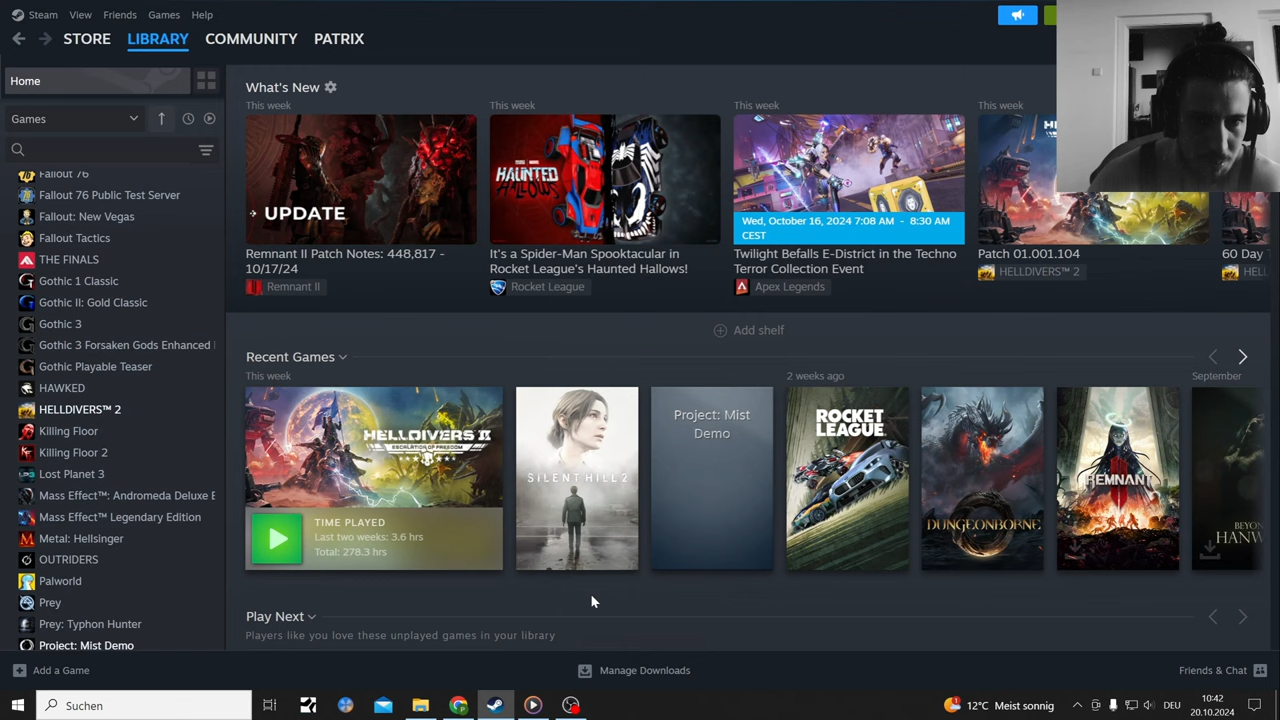 Steam View Friends Games Help
STORE LIBRARY COMMUNITY PATRIX
Home
Games
Fallout 76
Fallout 76 Public Test Server
Fallout: New Vegas
Fallout Tactics
THE FINALS
Gothic 1 Classic
Gothic II: Gold Classic
Gothic 3
Gothic 3 Forsaken Gods Enhanced
Gothic Playable Teaser
HAWKED
HELLDIVERS™ 2
Killing Floor
Killing Floor 2
Lost Planet 3
Mass Effect™: Andromeda Deluxe E
Mass Effect™ Legendary Edition
Metal: Hellsinger
OUTRIDERS
Palworld
Prey
Prey: Typhon Hunter
Project: Mist Demo
Add a Game
What's New
This week
UPDATE
Remnant II Patch Notes: 448,817 -
10/17/24
Remnant II
This week
HAUNTED
HALLOWS
It's a Spider-Man Spooktacular in
Rocket League's Haunted Hallows!
Rocket League
This week
Wed, October 16, 2024 7:08 AM - 8:30 AM
CEST
Twilight Befalls E-District in the Techno
Terror Collection Event
Apex Legends
This week
Patch 01.001.104
HELLDIVERS™ 2
60 Day
HELL
Add shelf
Recent Games
This week
HELLDIVERS II
ESCALATION OF FREEDOM
TIME PLAYED
Last two weeks: 3.6 hrs
Total: 278.3 hrs
SILENT HILL 2
Project: Mist
Demo
2 weeks ago
ROCKET
LEAGUE
DUNGEONBORNE
REMNANT
September
BEYON
HANW
Play Next
Players like you love these unplayed games in your library
Manage Downloads
Friends & Chat
Suchen
12°C Meist sonnig
DEU
10:42
20.10.2024